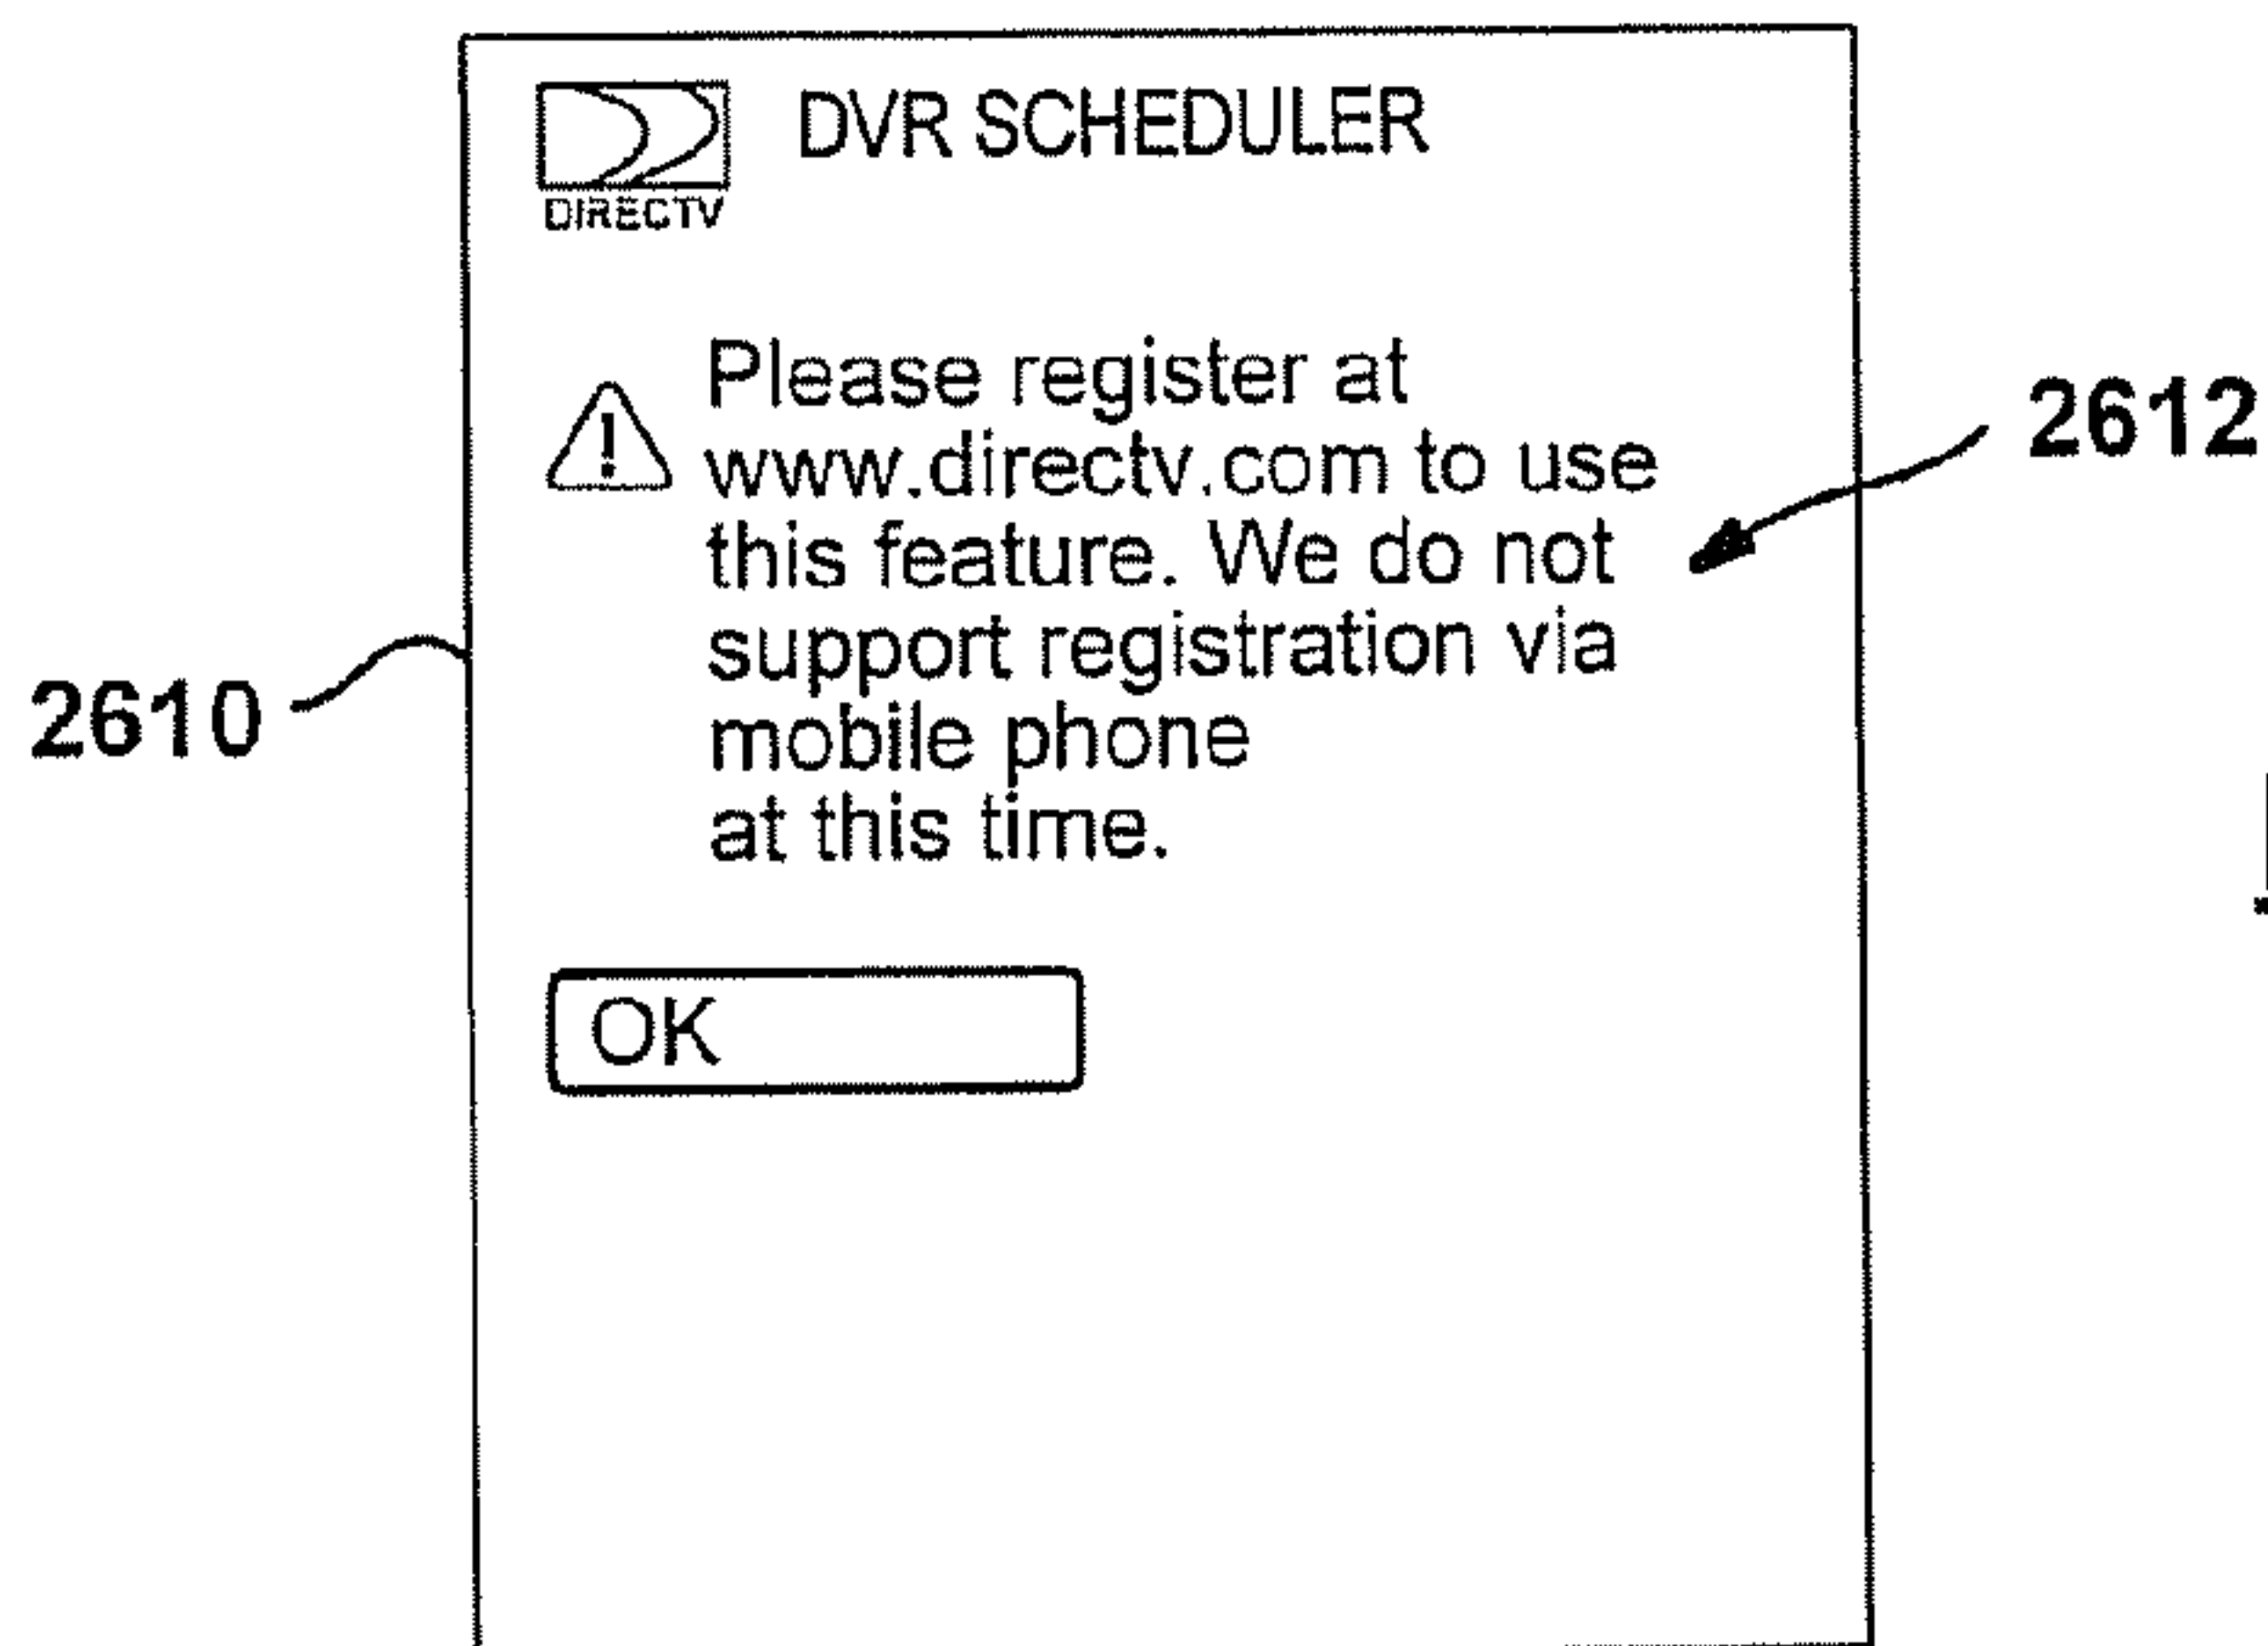 DVR SCHEDULER
DIRECTV
Please register at
www.directv.com to use
this feature. We do not
support registration via
mobile phone
at this time.
OK
2610
2612